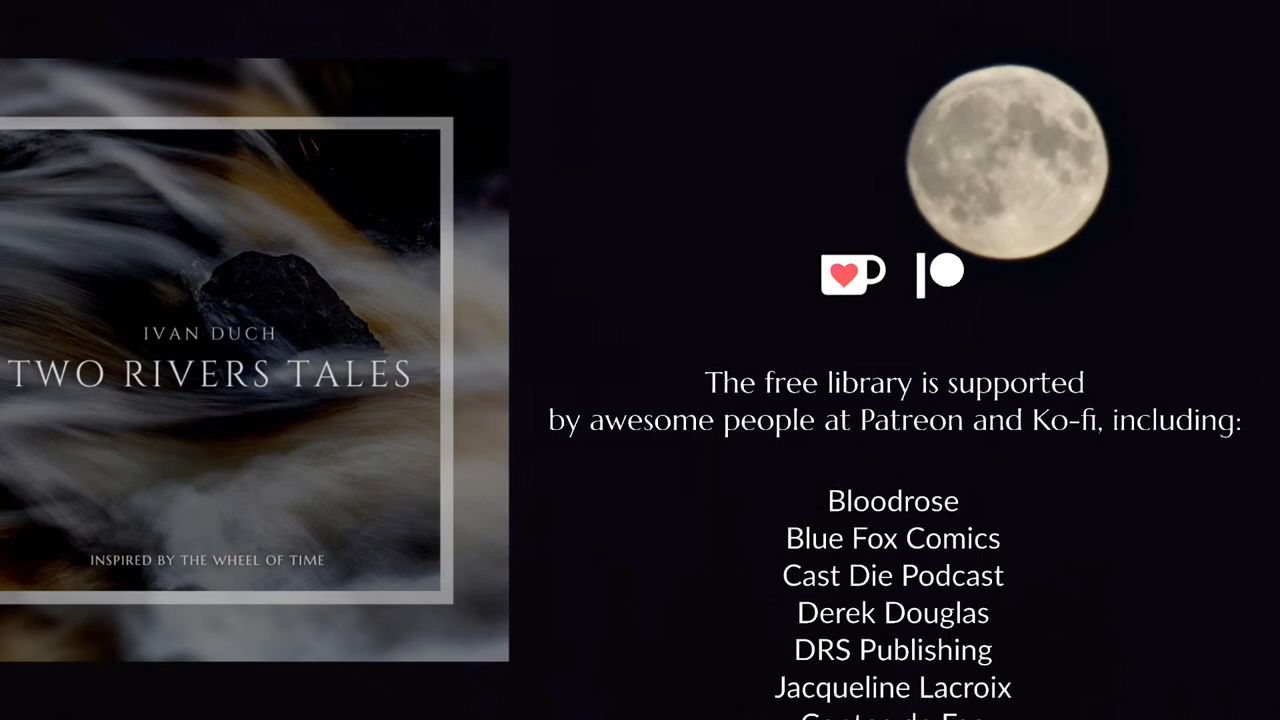 IVAN DUCH
TWO RIVERS TALES
INSPIRED BY THE WHEEL OF TIME
The free library is supported
by awesome people at Patreon and Ko-fi, including:
Bloodrose
Blue Fox Comics
Cast Die Podcast
Derek Douglas
DRS Publishing
Jacqueline Lacroix